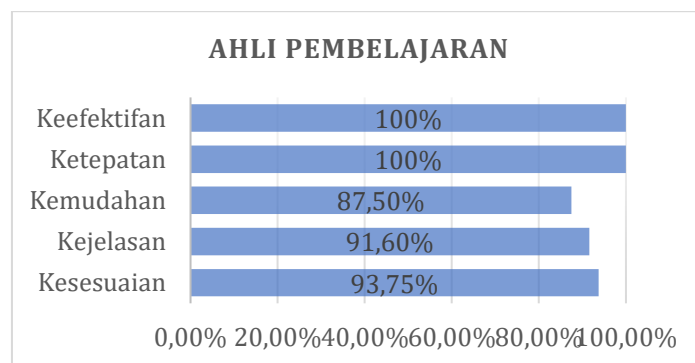 AHLI PEMBELAJARAN
Keefektifan 100%
Ketepatan 100%
Kemudahan 87,50%
Kejelasan 91,60%
Kesesuaian 93,75%
0,00% 20,00% 40,00% 60,00% 80,00% 100,00%